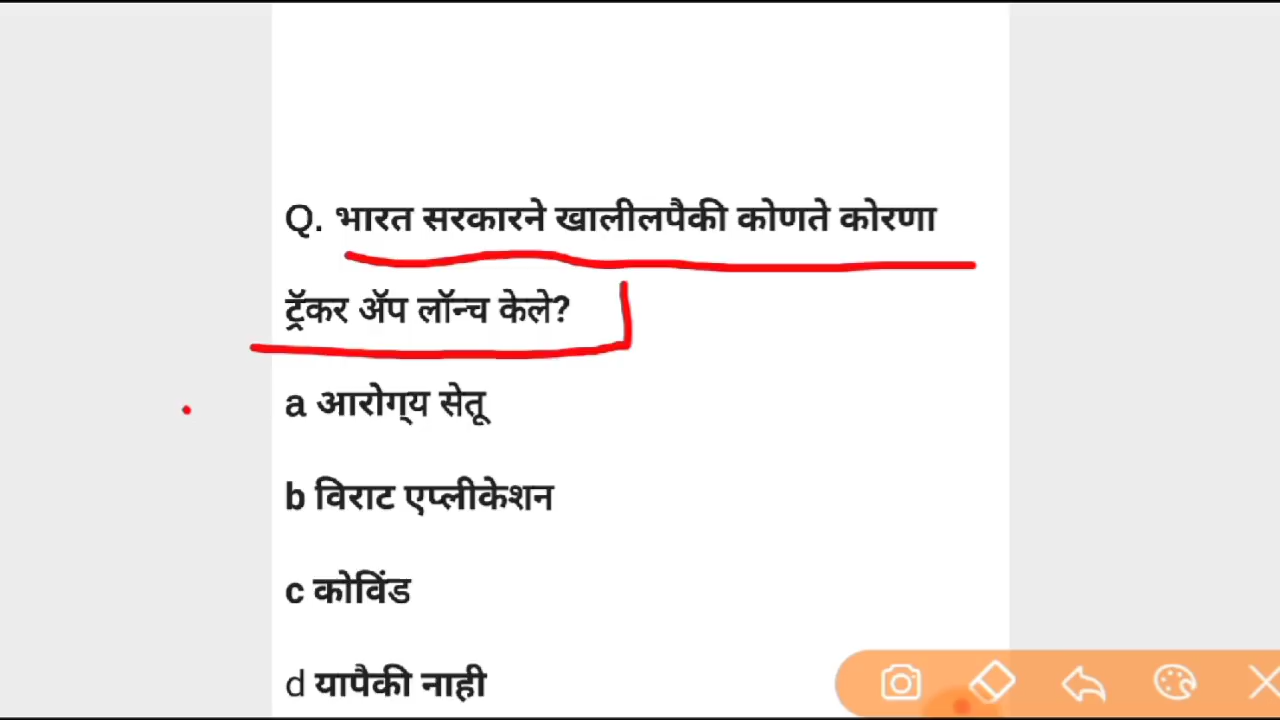 Q. भारत सरकारने खालीलपैकी कोणते कोरणा
ट्रॅकर ॲप लॉन्च केले?
a आरोग्य सेतू
b विराट एप्लीकेशन
c कोविंड
d यापैकी नाही